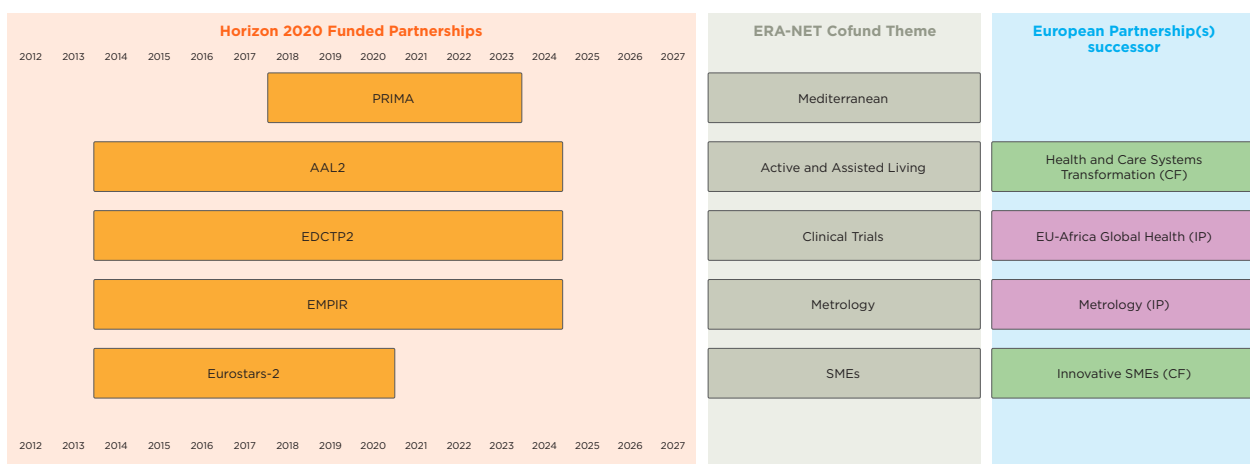 Horizon 2020 Funded Partnerships
ERA-NET Cofund Theme
European Partnership(s)
successor
2012 2013 2014 2015 2016 2017 2018 2019 2020 2021 2022 2023 2024 2025 2026 2027
PRIMA
Mediterranean
AAL2
Active and Assisted Living
Health and Care Systems
Transformation (CF)
EDCTP2
Clinical Trials
EU-Africa Global Health (IP)
EMPIR
Metrology
Metrology (IP)
Eurostars-2
SMEs
Innovative SMEs (CF)
2012 2013 2014 2015 2016 2017 2018 2019 2020 2021 2022 2023 2024 2025 2026 2027